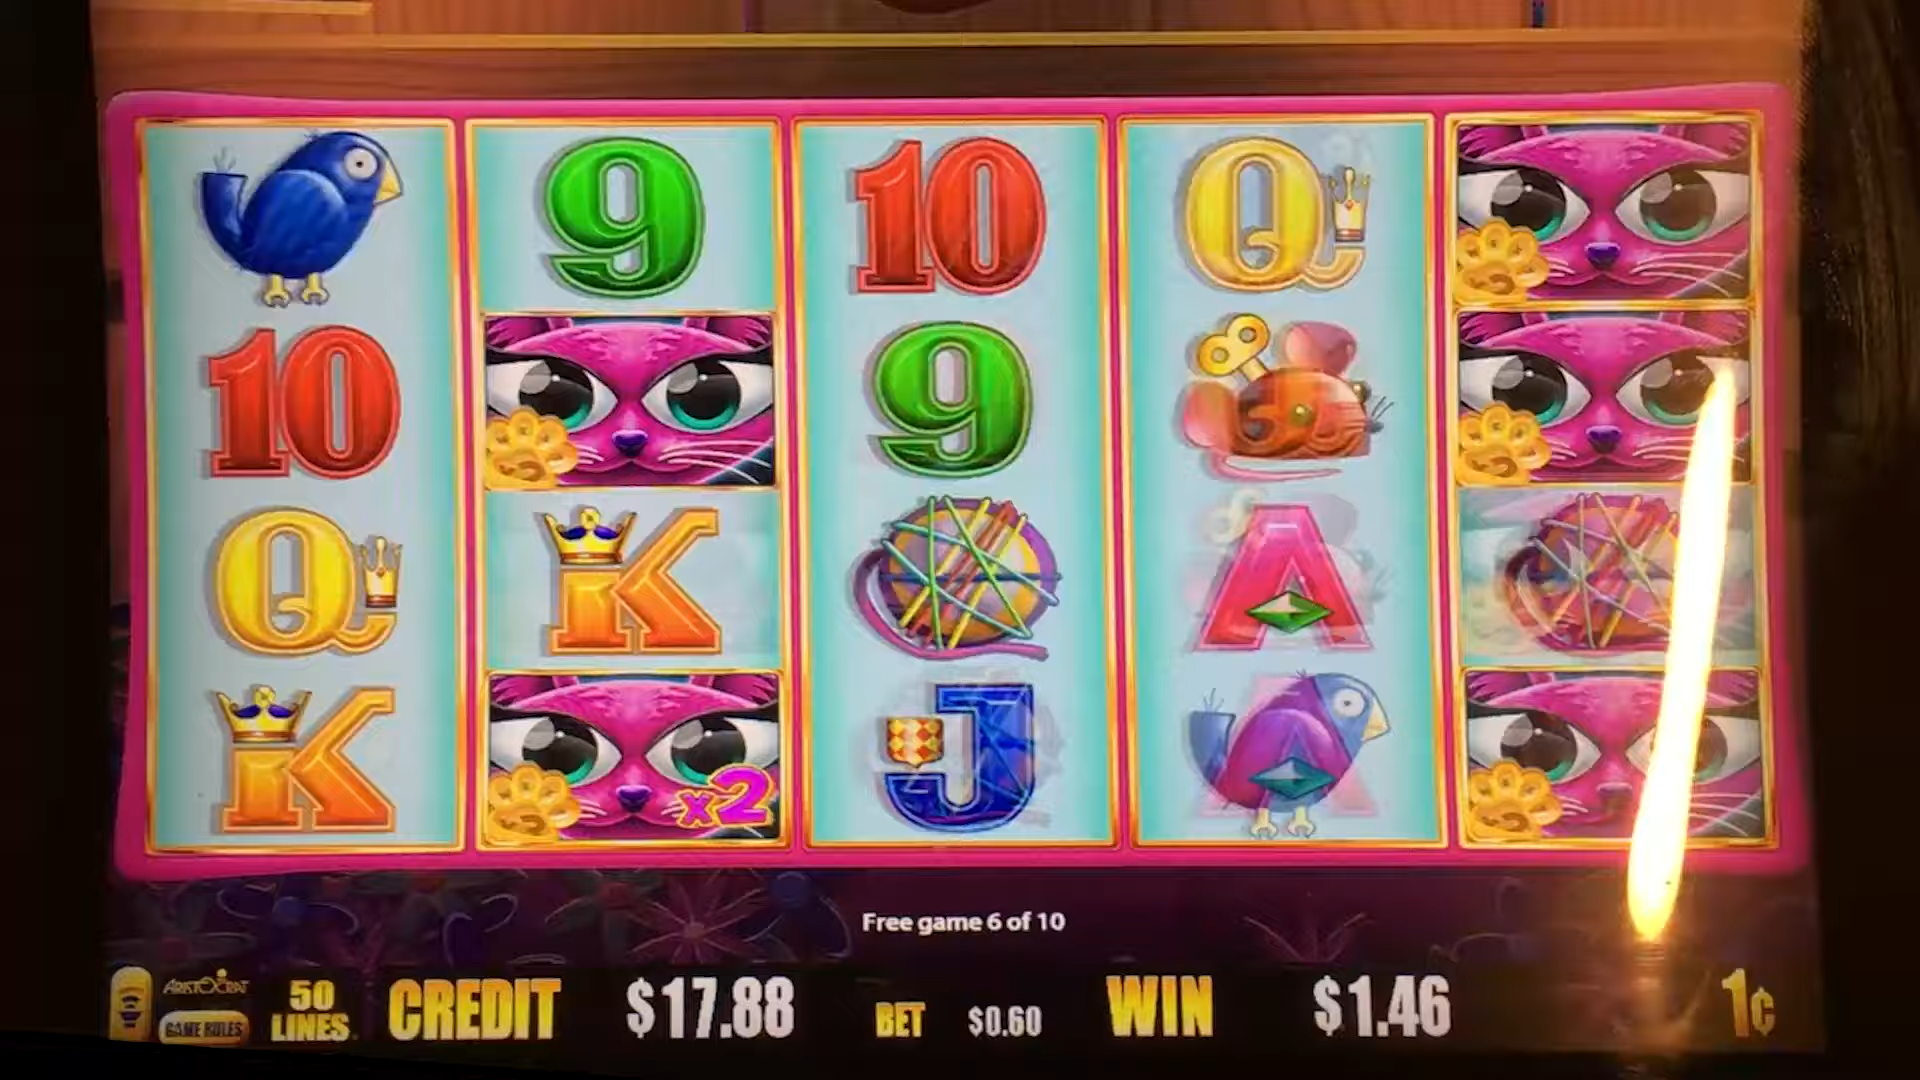 9 10 Q
10 9
Q K A
K x2 J A
Free game 6 of 10
ARISTOCRAT
GAME RULES
50 LINES
CREDIT $17.88
BET $0.60
WIN $1.46
1¢